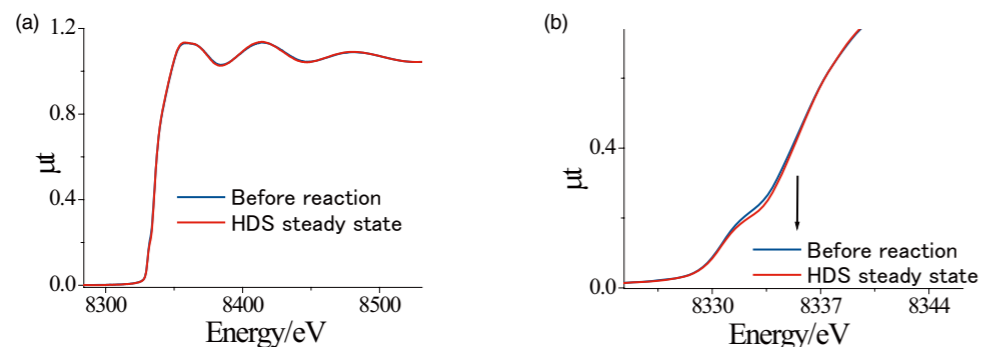 (a)
1.2
0.8
0.4
0.0
μt
Before reaction
HDS steady state
8300
8400
8500
Energy/eV
(b)
0.4
0.0
μt
Before reaction
HDS steady state
8330
8337
8344
Energy/eV